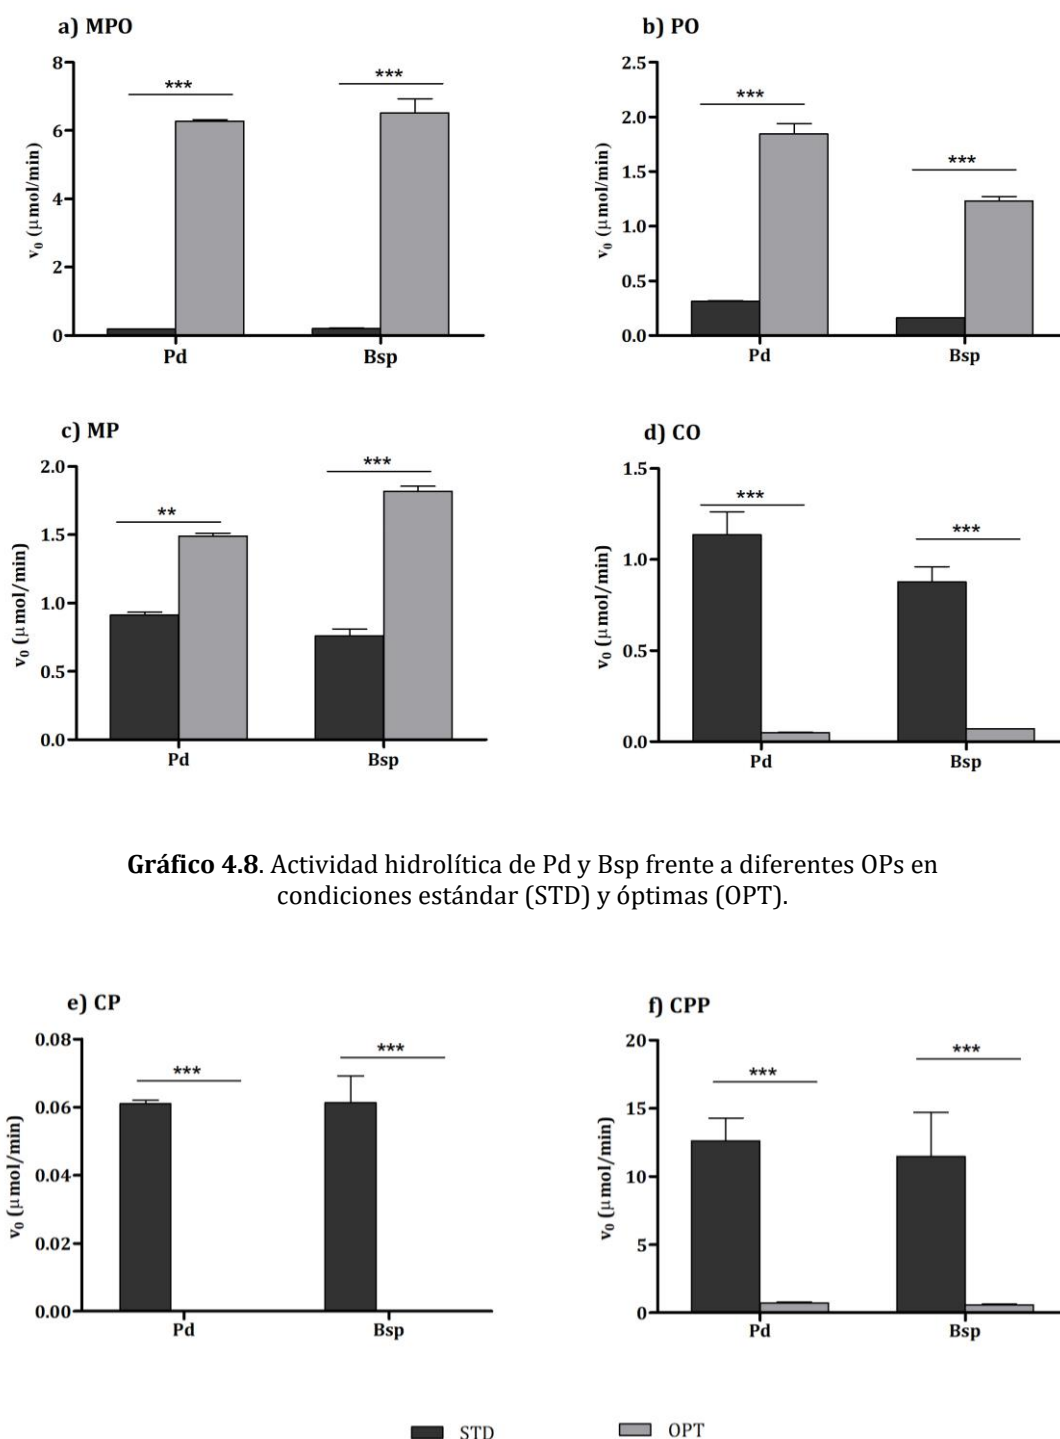 a) MPO
8
6
4
2
0
v₀ (μmol/min)
***
***
Pd
Bsp
b) PO
2.5
2.0
1.5
1.0
0.5
0.0
v₀ (μmol/min)
***
***
Pd
Bsp
c) MP
2.0
1.5
1.0
0.5
0.0
v₀ (μmol/min)
**
***
Pd
Bsp
d) CO
1.5
1.0
0.5
0.0
v₀ (μmol/min)
***
***
Pd
Bsp
Gráfico 4.8. Actividad hidrolítica de Pd y Bsp frente a diferentes OPs en
condiciones estándar (STD) y óptimas (OPT).
e) CP
0.08
0.06
0.04
0.02
0.00
v₀ (μmol/min)
***
***
Pd
Bsp
f) CPP
20
15
10
5
0
v₀ (μmol/min)
***
***
Pd
Bsp
STD
OPT